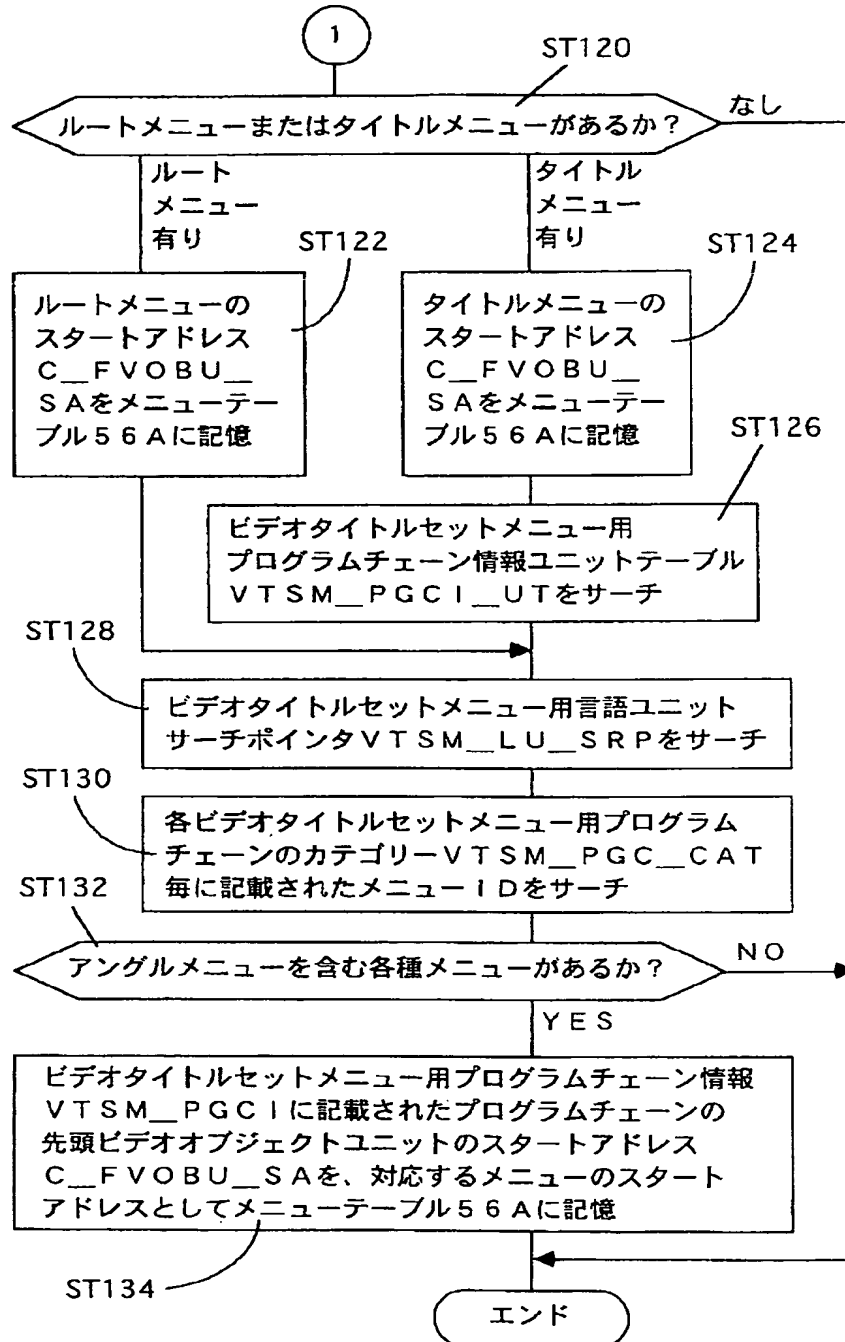 1
ST120
ルートメニューまたはタイトルメニューがあるか?
なし
ルート
メニュー
有り
タイトル
メニュー
有り
ST122
ST124
ルートメニューの
スタートアドレス
C__FVOBU__
SAをメニューテー
ブル56Aに記憶
タイトルメニューの
スタートアドレス
C__FVOBU__
SAをメニューテー
ブル56Aに記憶
ST126
ビデオタイトルセットメニュー用
プログラムチェーン情報ユニットテーブル
VTSM__PGCI__UTをサーチ
ST128
ビデオタイトルセットメニュー用言語ユニット
サーチポインタVTSM__LU__SRPをサーチ
ST130
各ビデオタイトルセットメニュー用プログラム
チェーンのカテゴリーVTSM__PGC__CAT
毎に記載されたメニューIDをサーチ
ST132
アングルメニューを含む各種メニューがあるか?
NO
YES
ビデオタイトルセットメニュー用プログラムチェーン情報
VTSM__PGCIに記載されたプログラムチェーンの
先頭ビデオオブジェクトユニットのスタートアドレス
C__FVOBU__SAを、対応するメニューのスタート
アドレスとしてメニューテーブル56Aに記憶
ST134
エンド